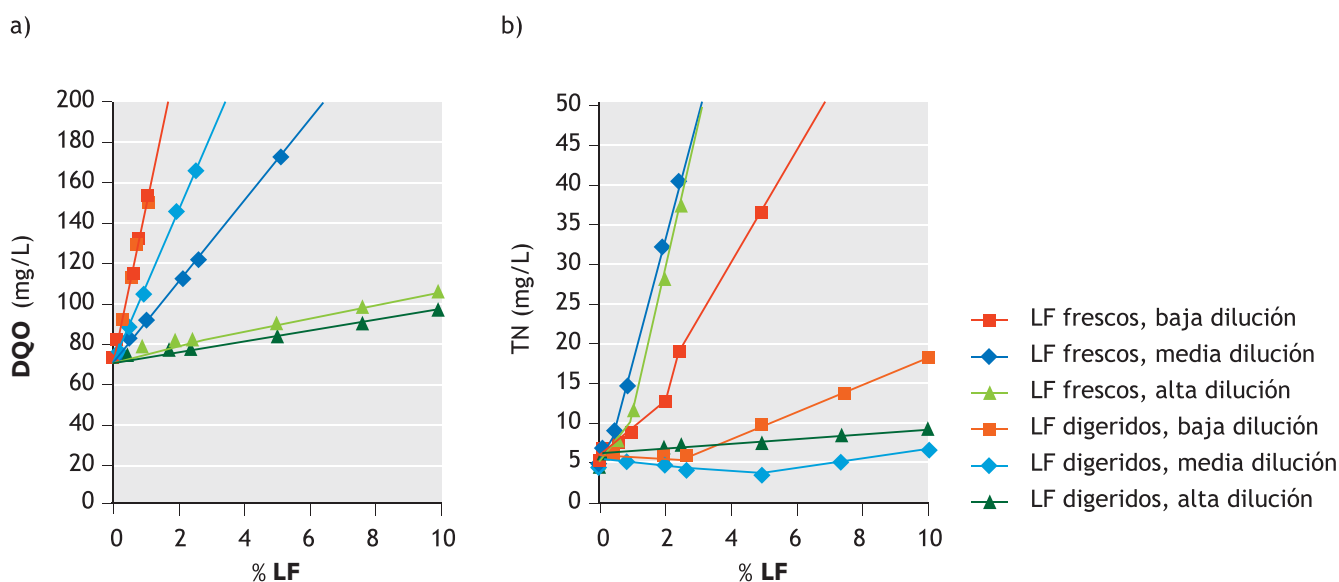 a)
200
180
160
140
120
100
80
60
40
20
0
DQO (mg/L)
0 2 4 6 8 10
% LF
b)
50
45
40
35
30
25
20
15
10
5
0
TN (mg/L)
0 2 4 6 8 10
% LF
LF frescos, baja dilución
LF frescos, media dilución
LF frescos, alta dilución
LF digeridos, baja dilución
LF digeridos, media dilución
LF digeridos, alta dilución